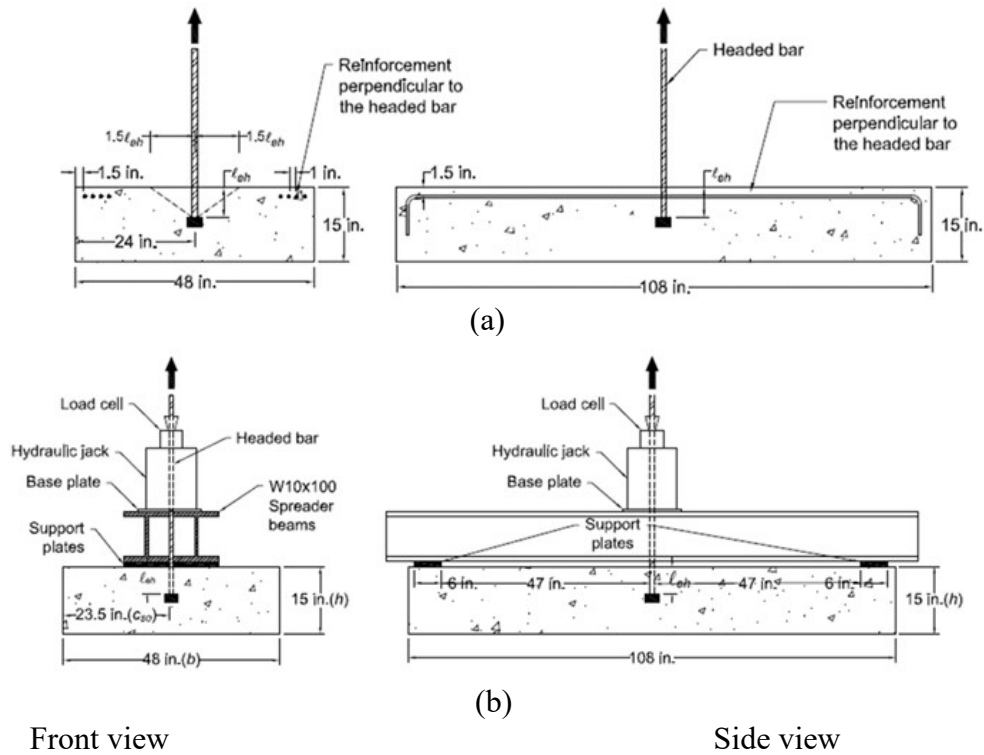 Reinforcement
perpendicular to
the headed bar
1.5ℓeh
1.5ℓeh
1.5 in.
1 in.
ℓeh
24 in.
15 in.
48 in.
Headed bar
Reinforcement
perpendicular to
the headed bar
1.5 in.
ℓeh
15 in.
108 in.
(a)
Load cell
Hydraulic jack
Base plate
Support
plates
Headed bar
W10x100
Spreader
beams
ℓeh
23.5 in.(cso)
15 in.(h)
48 in.(b)
Load cell
Hydraulic jack
Base plate
Support
plates
6 in.
47 in.
ℓeh
47 in.
6 in.
15 in.(h)
108 in.
(b)
Front view
Side view